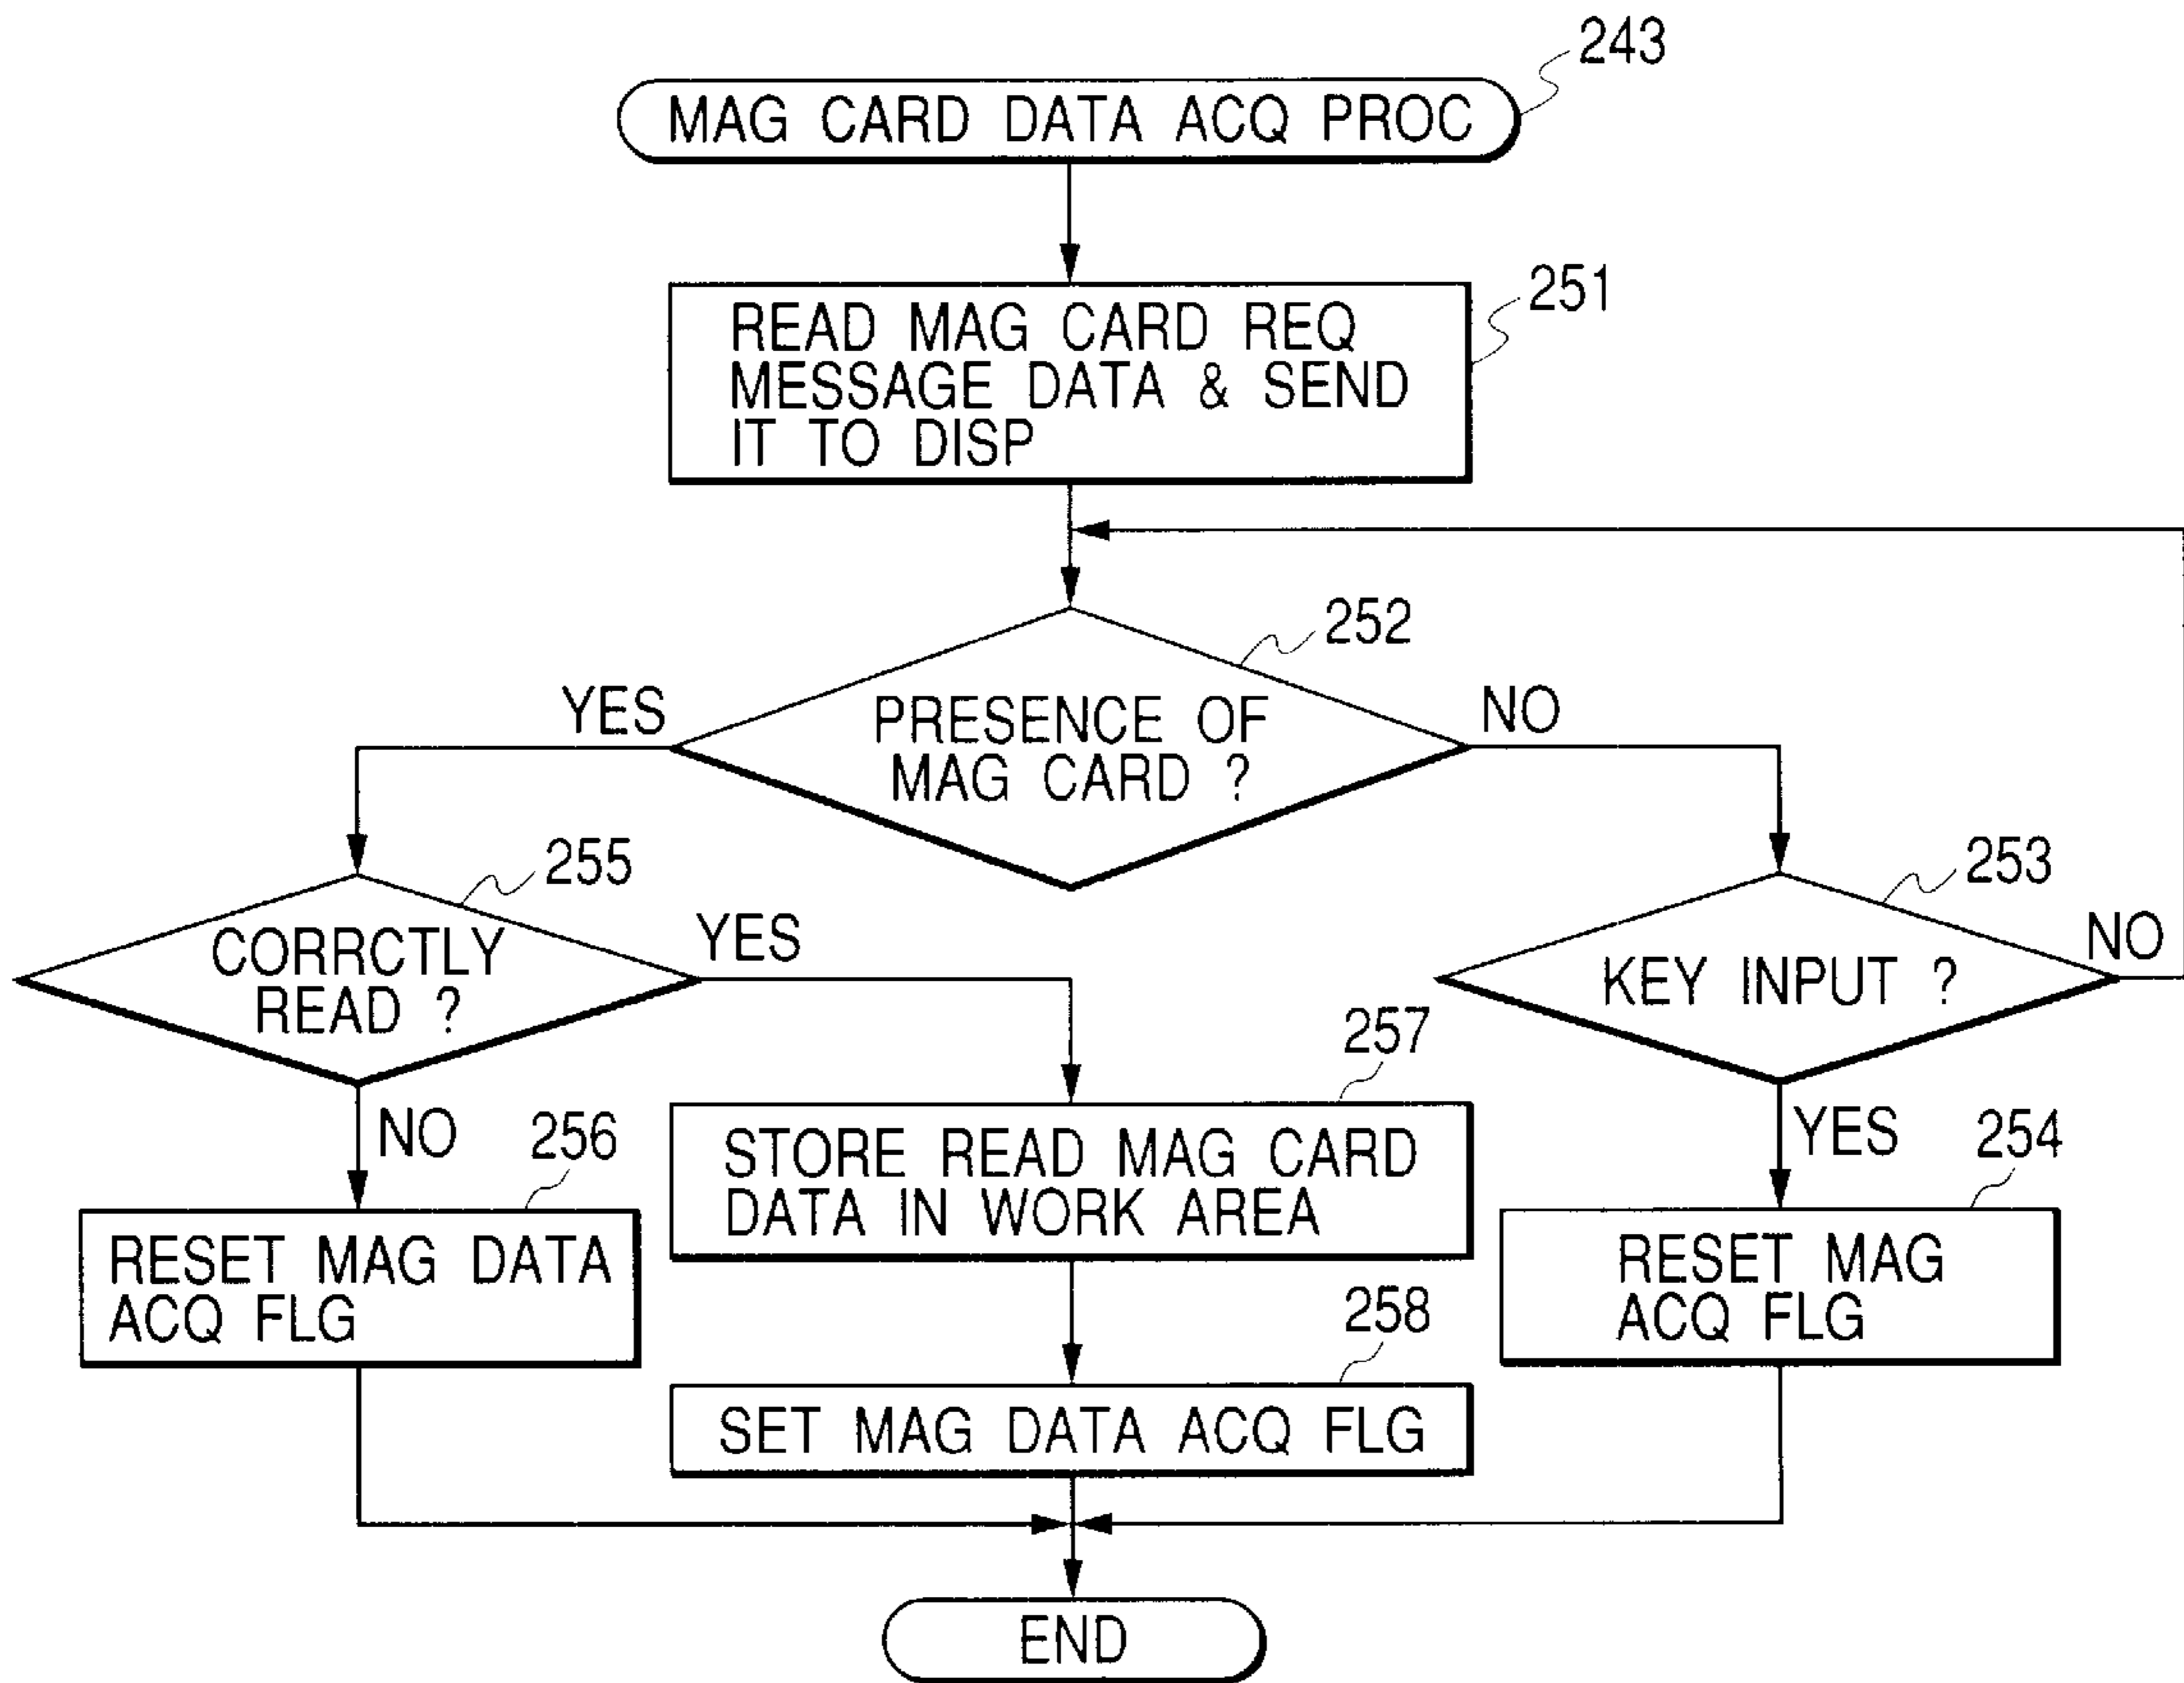 243
MAG CARD DATA ACQ PROC
251
READ MAG CARD REQ
MESSAGE DATA & SEND
IT TO DISP
252
YES
NO
PRESENCE OF
MAG CARD ?
255
253
YES
NO
CORRCTLY
READ ?
KEY INPUT ?
257
NO
256
YES
254
STORE READ MAG CARD
DATA IN WORK AREA
RESET MAG DATA
ACQ FLG
RESET MAG
ACQ FLG
258
SET MAG DATA ACQ FLG
END